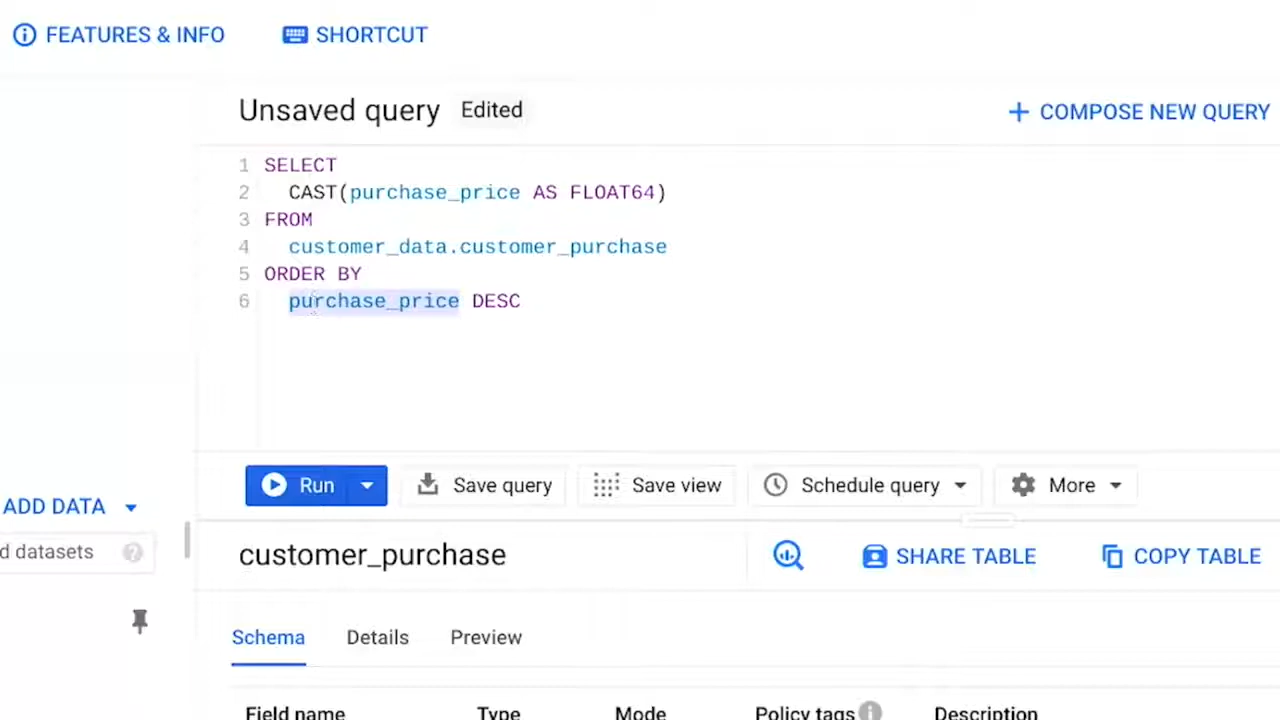 FEATURES & INFO SHORTCUT
Unsaved query Edited COMPOSE NEW QUERY
1 SELECT
2 CAST(purchase_price AS FLOAT64)
3 FROM
4 customer_data.customer_purchase
5 ORDER BY
6 purchase_price DESC
Run Save query Save view Schedule query More
ADD DATA
d datasets
customer_purchase SHARE TABLE COPY TABLE
Schema Details Preview
Field name Type Mode Policy tags Description